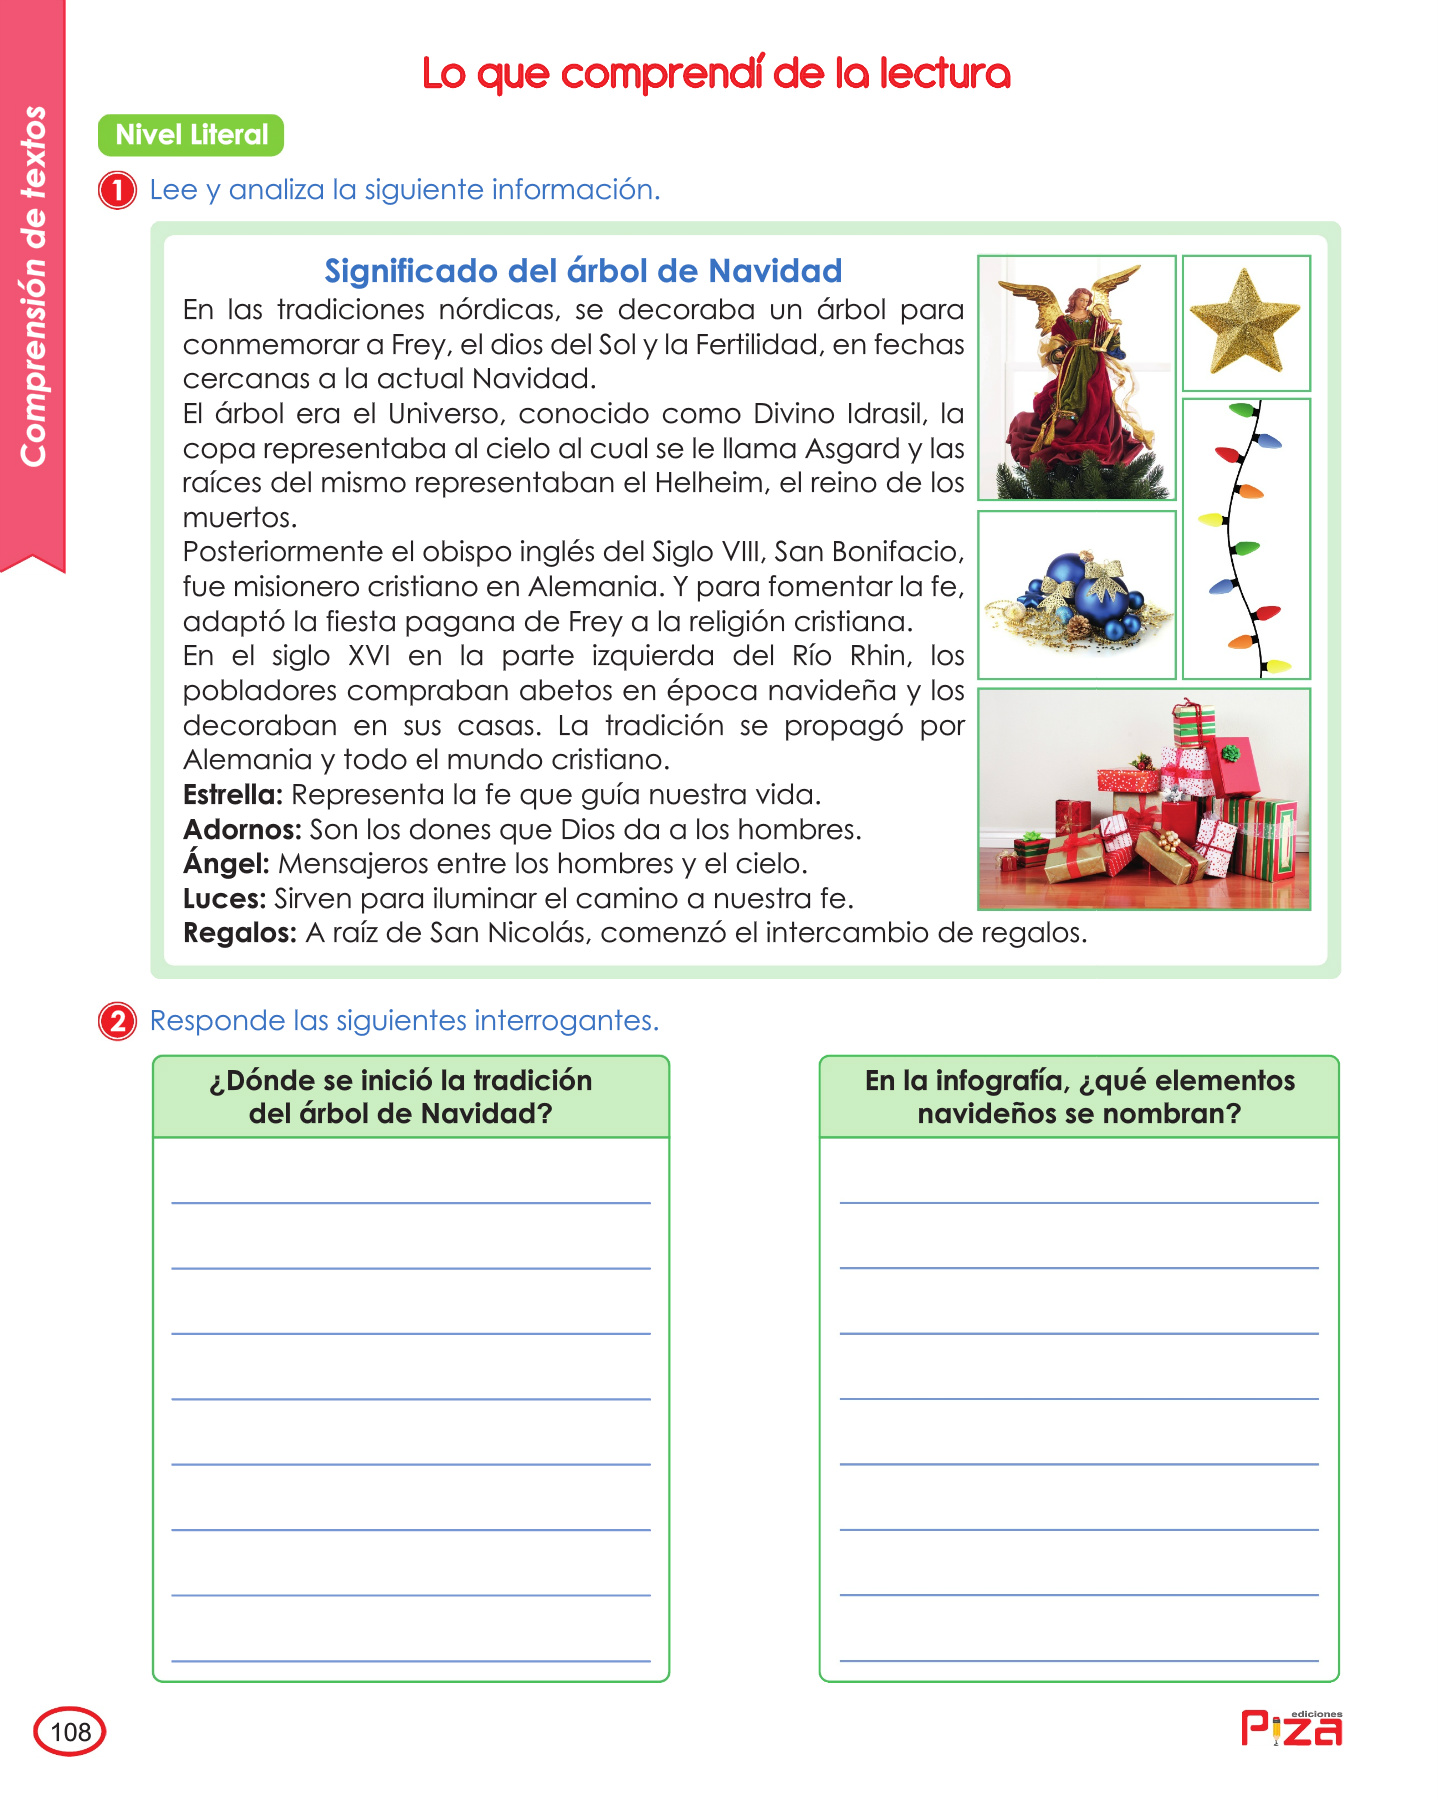 Comprensión de textos
Lo que comprendí de la lectura
Nivel Literal
1 Lee y analiza la siguiente información.
Significado del árbol de Navidad
En las tradiciones nórdicas, se decoraba un árbol para
conmemorar a Frey, el dios del Sol y la Fertilidad, en fechas
cercanas a la actual Navidad.
El árbol era el Universo, conocido como Divino Idrasil, la
copa representaba al cielo al cual se le llama Asgard y las
raíces del mismo representaban el Helheim, el reino de los
muertos.
Posteriormente el obispo inglés del Siglo VIII, San Bonifacio,
fue misionero cristiano en Alemania. Y para fomentar la fe,
adaptó la fiesta pagana de Frey a la religión cristiana.
En el siglo XVI en la parte izquierda del Río Rhin, los
pobladores compraban abetos en época navideña y los
decoraban en sus casas. La tradición se propagó por
Alemania y todo el mundo cristiano.
Estrella: Representa la fe que guía nuestra vida.
Adornos: Son los dones que Dios da a los hombres.
Ángel: Mensajeros entre los hombres y el cielo.
Luces: Sirven para iluminar el camino a nuestra fe.
Regalos: A raíz de San Nicolás, comenzó el intercambio de regalos.
2 Responde las siguientes interrogantes.
¿Dónde se inició la tradición
del árbol de Navidad?
En la infografía, ¿qué elementos
navideños se nombran?
108
ediciones
Piza